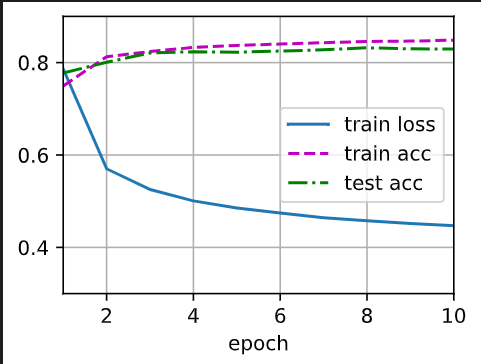 0.8
0.6
0.4
train loss
train acc
test acc
2 4 6 8 10
epoch